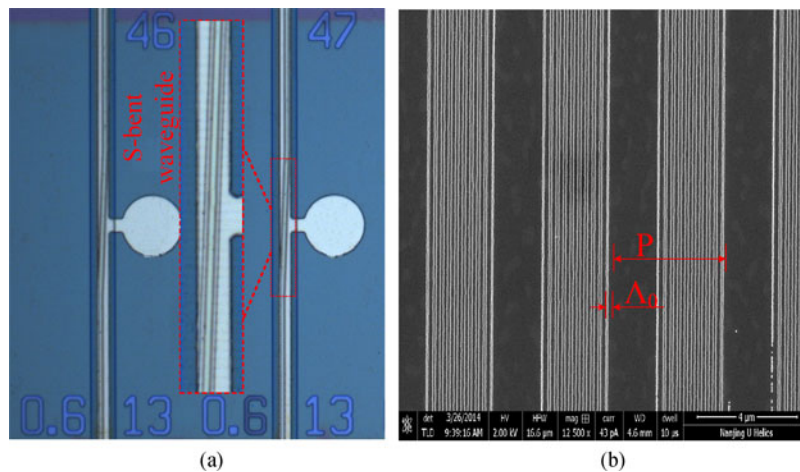 46
47
S-bent
waveguide
0.6 13 0.6 13
(a)
P
Λ₀
det 3/26/2014 HV HFW mag curr WD dwell 4 µm
TLD 9:39:16 AM 2.00 kV 16.6 µm 12 500 x 43 pA 4.6 mm 10 µs Nanjing U Helios
(b)